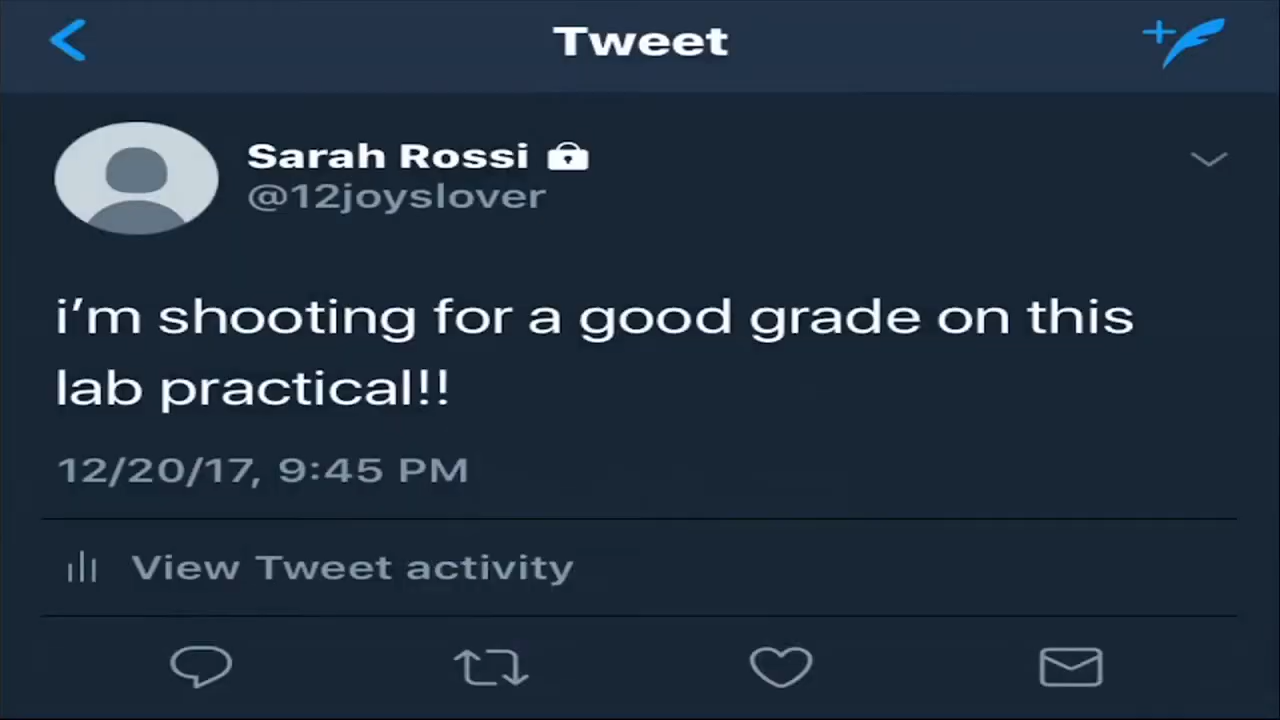 Tweet
Sarah Rossi
@12joyslover
i’m shooting for a good grade on this
lab practical!!
12/20/17, 9:45 PM
View Tweet activity